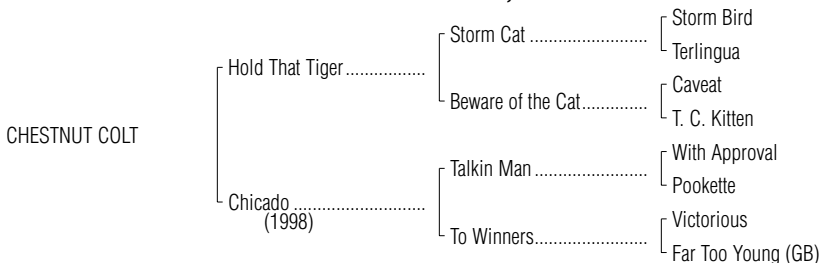 Storm Bird
Storm Cat ..........................
Terlingua
Hold That Tiger..................
Caveat
Beware of the Cat...............
T. C. Kitten
CHESTNUT COLT
With Approval
Talkin Man .........................
Pookette
Chicado .............................
(1998)
Victorious
To Winners.........................
Far Too Young (GB)